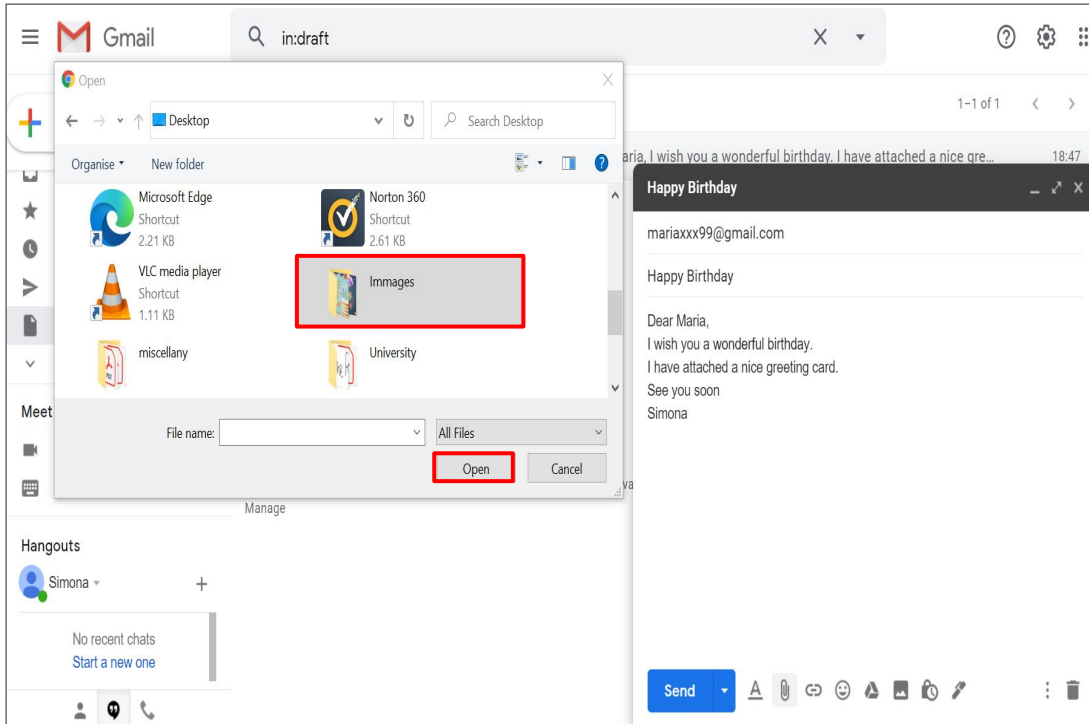 Gmail
in:draft
Open
Desktop
Search Desktop
Organise
New folder
Microsoft Edge
Shortcut
2.21 KB
Norton 360
Shortcut
2.61 KB
VLC media player
Shortcut
1.11 KB
Immages
miscellany
University
File name:
All Files
Open
Cancel
1-1 of 1
aria, I wish you a wonderful birthday. I have attached a nice gre...
18:47
Happy Birthday
mariaxxx99@gmail.com
Happy Birthday
Dear Maria,
I wish you a wonderful birthday.
I have attached a nice greeting card.
See you soon
Simona
Send
Meet
Manage
Hangouts
Simona
No recent chats
Start a new one